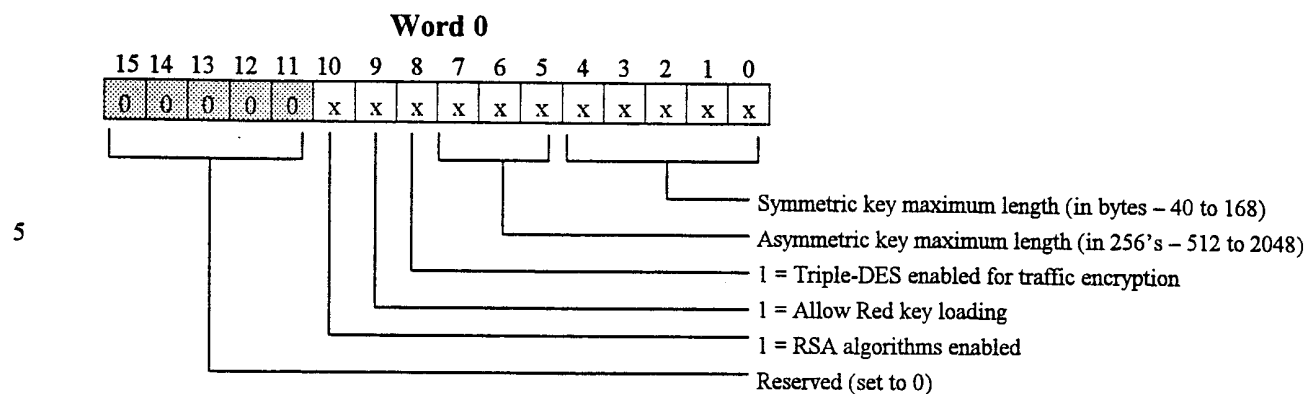 Word 0
15 14 13 12 11 10 9 8 7 6 5 4 3 2 1 0
0 0 0 0 0 x x x x x x x x x x x
Symmetric key maximum length (in bytes – 40 to 168)
5
Asymmetric key maximum length (in 256's – 512 to 2048)
1 = Triple-DES enabled for traffic encryption
1 = Allow Red key loading
1 = RSA algorithms enabled
Reserved (set to 0)